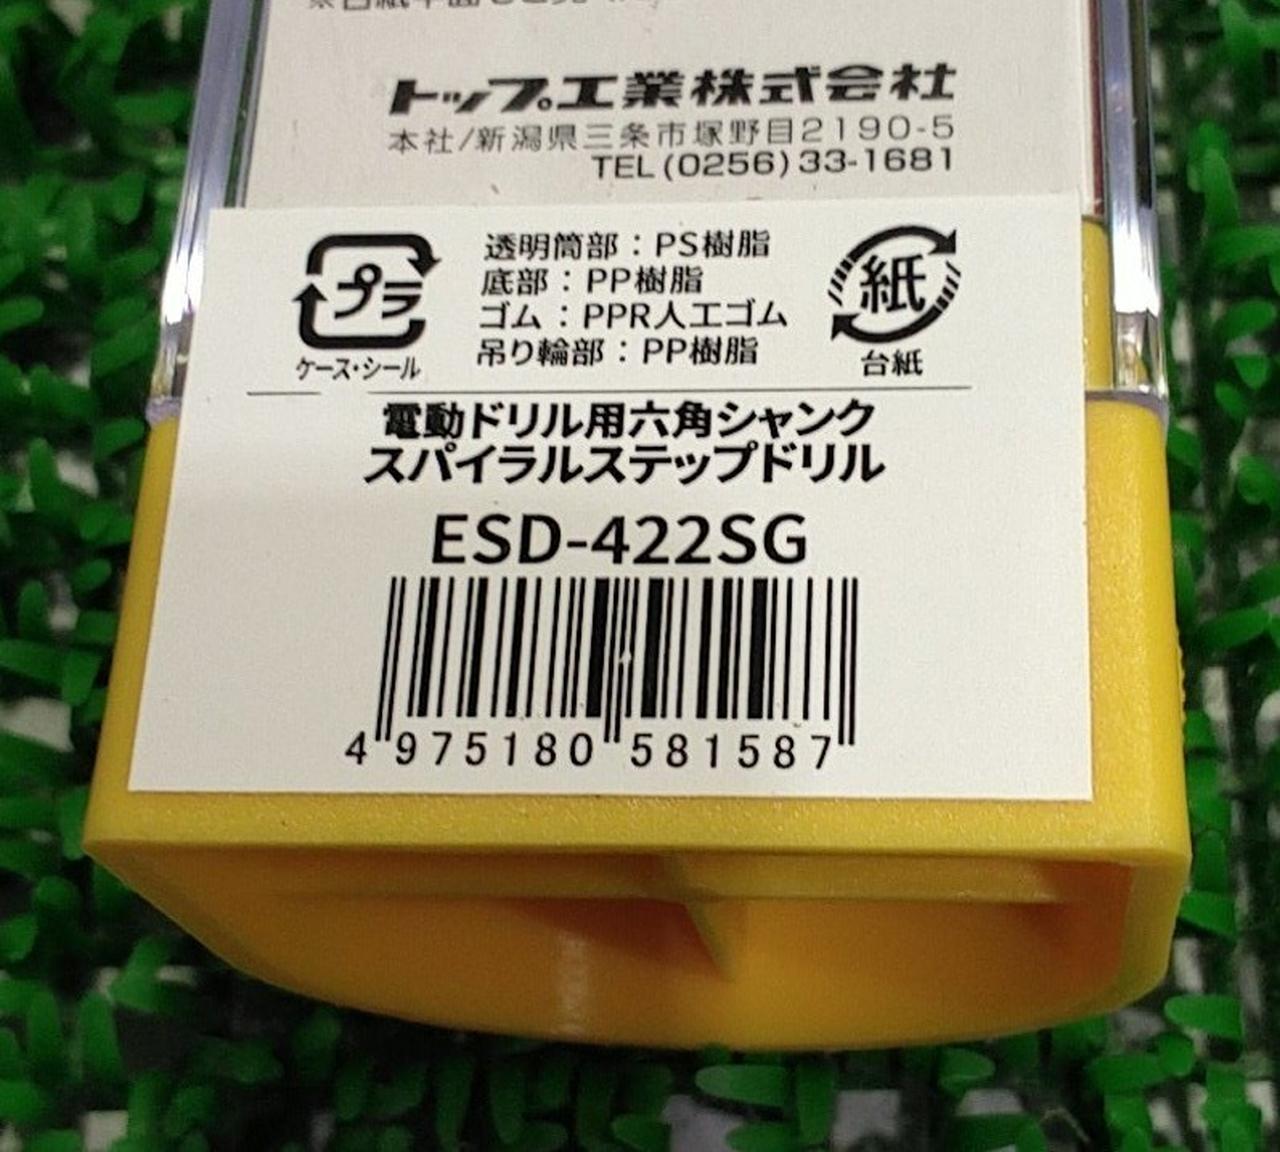 トップ工業株式会社
本社/新潟県三条市塚野目2190-5
TEL(0256)33-1681
プラ
ケース・シール
透明筒部：PS樹脂
底部：PP樹脂
ゴム：PPR人工ゴム
吊り輪部：PP樹脂
紙
台紙
電動ドリル用六角シャンク
スパイラルステップドリル
ESD-422SG
4 975180 581587